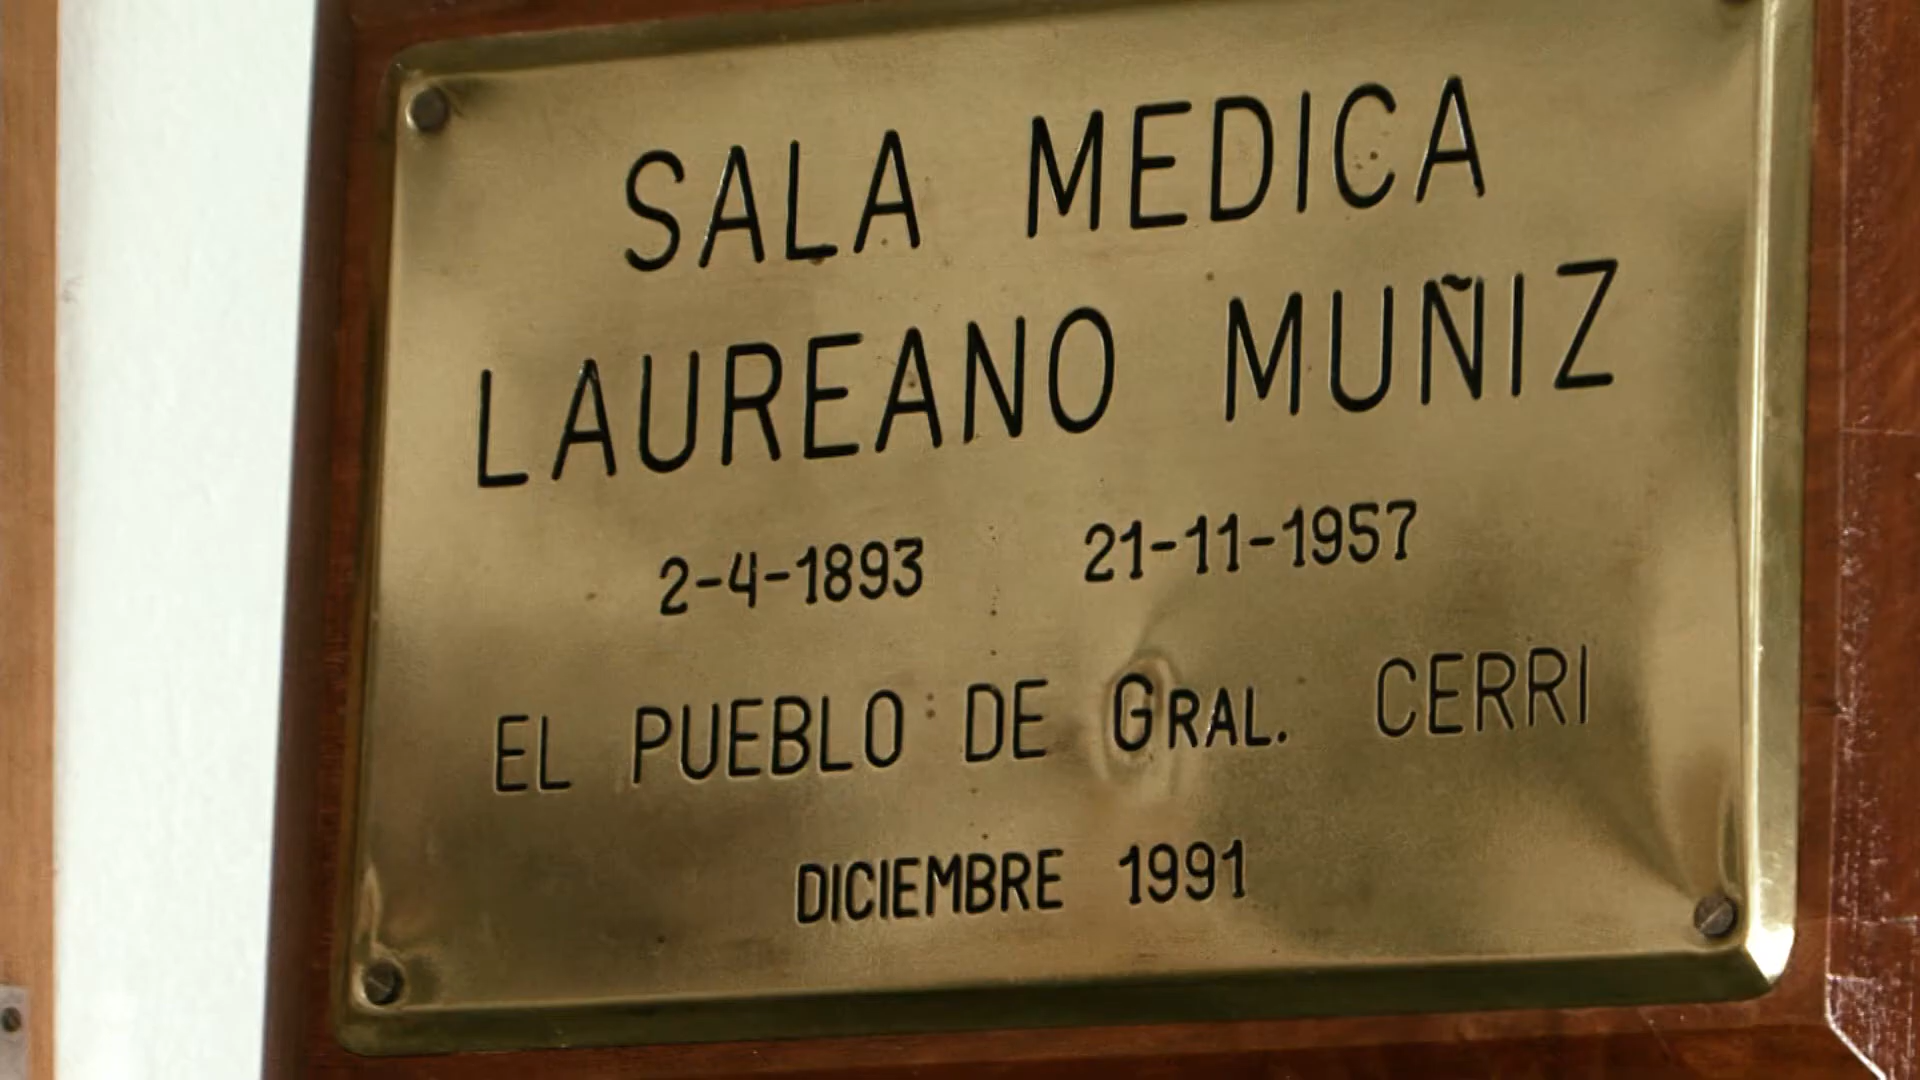 SALA MEDICA
LAUREANO MUÑIZ
2-4-1893 21-11-1957
EL PUEBLO DE GRAL. CERRI
DICIEMBRE 1991